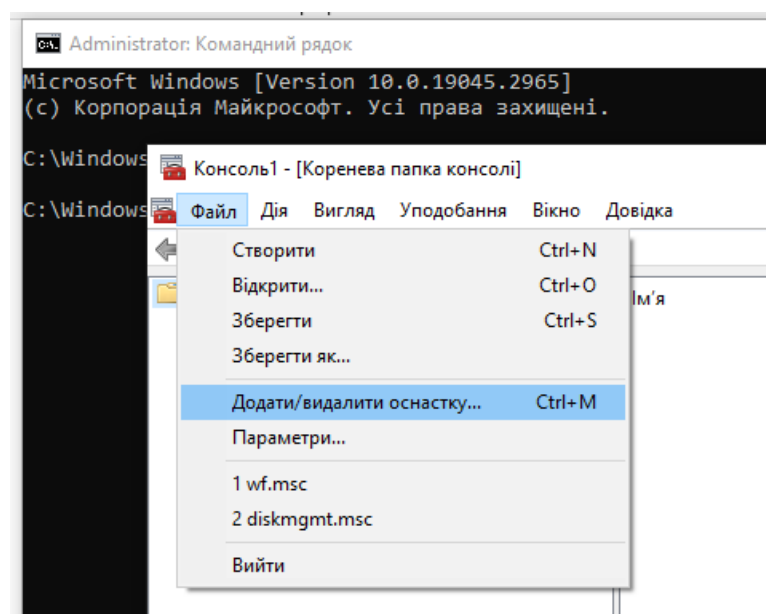 Administrator: Командний рядок
Microsoft Windows [Version 10.0.19045.2965]
(c) Корпорація Майкрософт. Усі права захищені.
C:\Windows
Консоль1 - [Коренева папка консолі]
C:\Windows
Файл Дія Вигляд Уподобання Вікно Довідка
Створити Ctrl+N
Відкрити... Ctrl+O
Ім'я
Зберегти Ctrl+S
Зберегти як...
Додати/видалити оснастку... Ctrl+M
Параметри...
1 wf.msc
2 diskmgmt.msc
Вийти